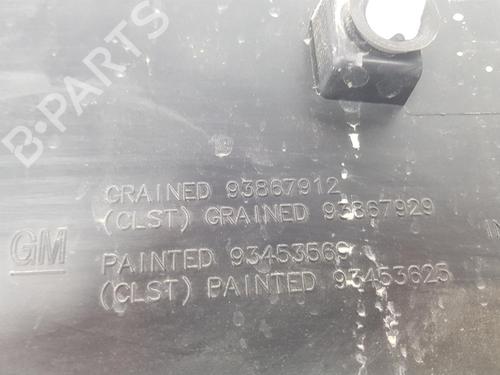 B-PARTS
GRAINED 93867912
(CLST) GRAINED 93867929
GM
PAINTED 93453569
(CLST) PAINTED 93453625